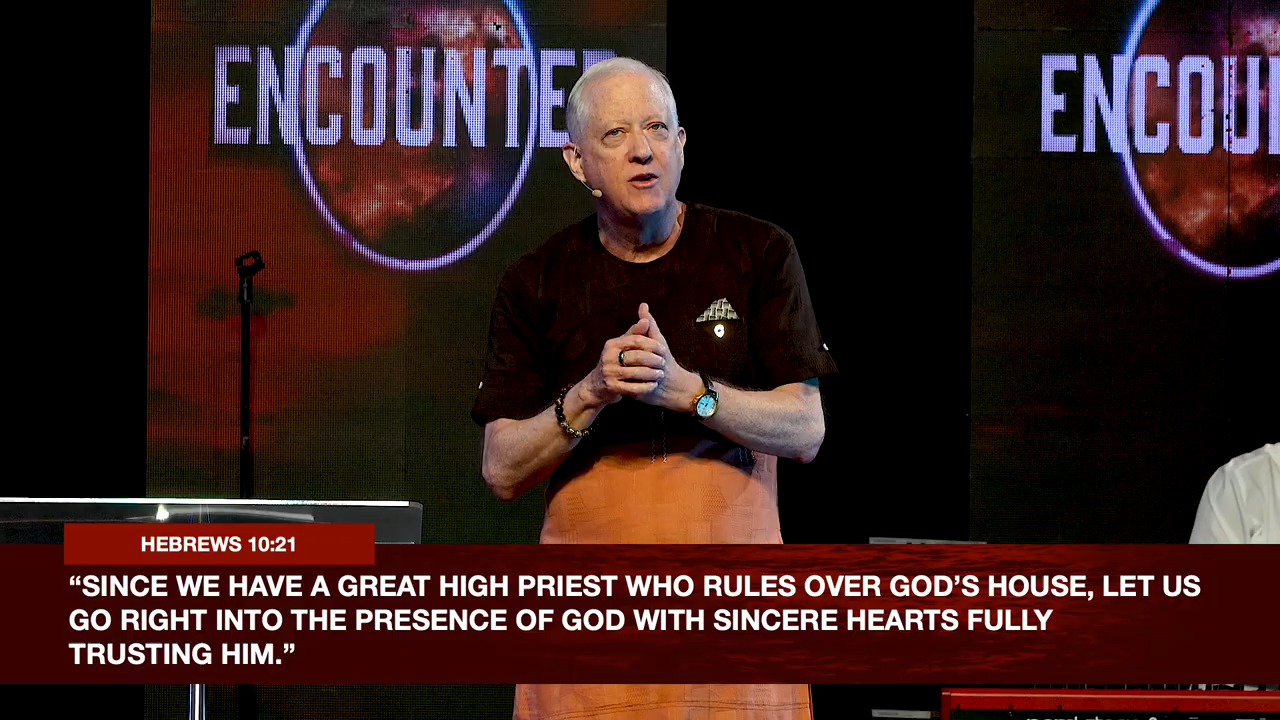 ENCOUNTER
ENCOU
HEBREWS 10:21
“SINCE WE HAVE A GREAT HIGH PRIEST WHO RULES OVER GOD’S HOUSE, LET US
GO RIGHT INTO THE PRESENCE OF GOD WITH SINCERE HEARTS FULLY
TRUSTING HIM.”